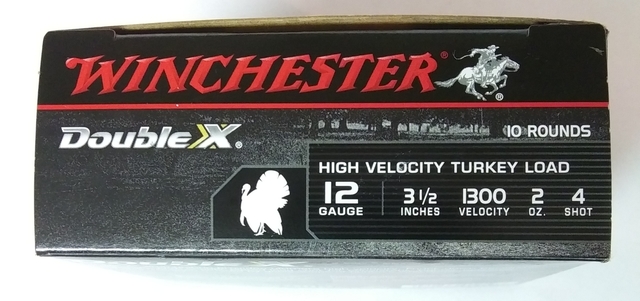 WINCHESTER®
®
Double X®
10 ROUNDS
HIGH VELOCITY TURKEY LOAD
12 3 1/2 1300 2 4
GAUGE INCHES VELOCITY OZ. SHOT